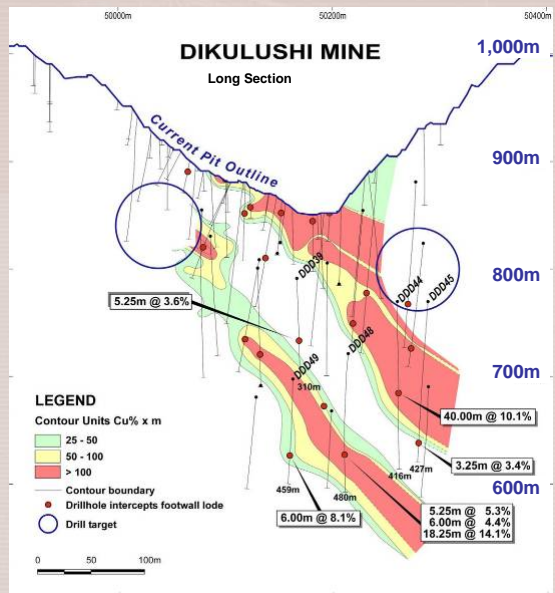 50000m
50200m
50400m
DIKULUSHI MINE
Long Section
1,000m
Current Pit Outline
900m
DDD39
DDD44
DDD45
800m
5.25m @ 3.6%
DDD48
DDD49
310m
700m
LEGEND
Contour Units Cu% x m
25 - 50
50 - 100
> 100
Contour boundary
Drillhole intercepts footwall lode
Drill target
0 50 100m
40.00m @ 10.1%
3.25m @ 3.4%
427m
416m
459m
480m
600m
6.00m @ 8.1%
5.25m @ 5.3%
6.00m @ 4.4%
18.25m @ 14.1%